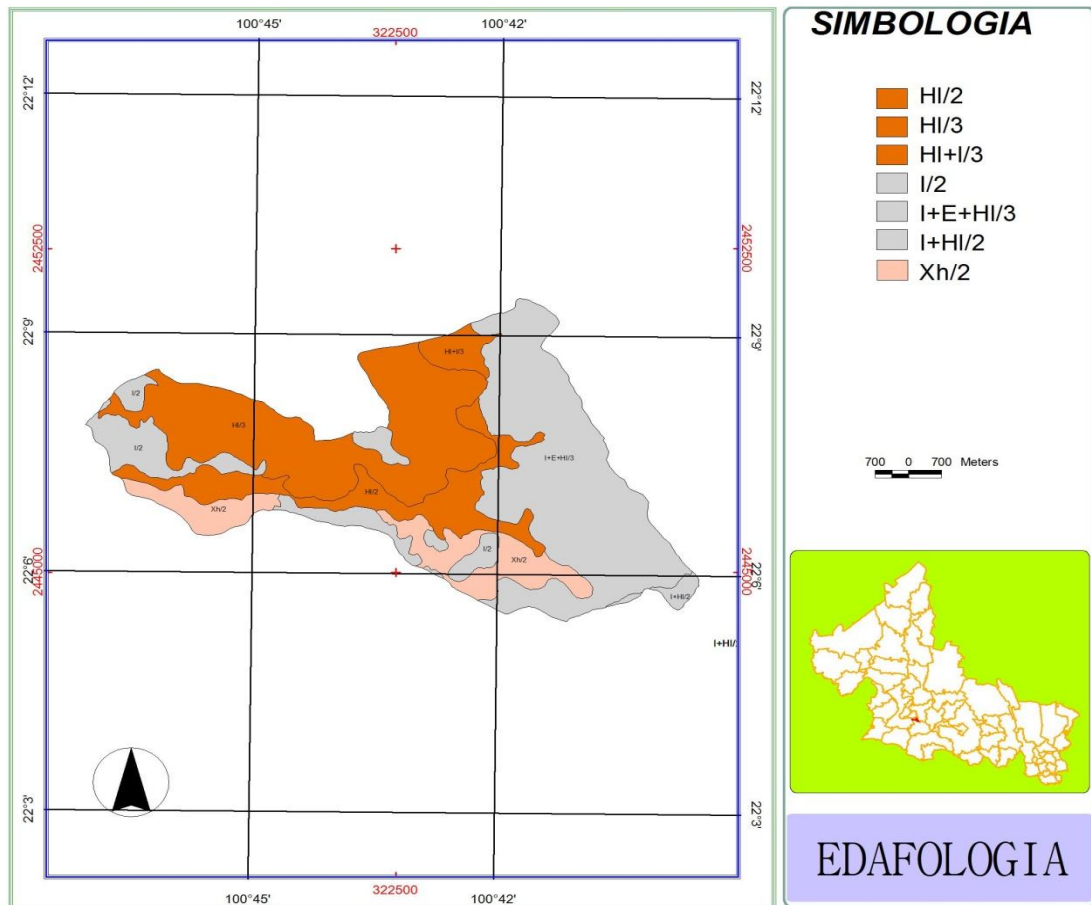 100°45'
100°42'
322500
SIMBOLOGIA
Hl/2
Hl/3
Hl+I/3
I/2
I+E+Hl/3
I+Hl/2
Xh/2
22°12'
22°12'
2452500
2452500
22°9'
22°9'
Hl+I/3
I/2
Hl/3
I/2
I+E+Hl/3
700 0 700 Meters
Hl/2
Xh/2
I/2
Xh/2
22°6'
2445000
2445000
22°6'
I+Hl/2
I+Hl/
22°3'
22°3'
100°45'
322500
100°42'
EDAFOLOGIA